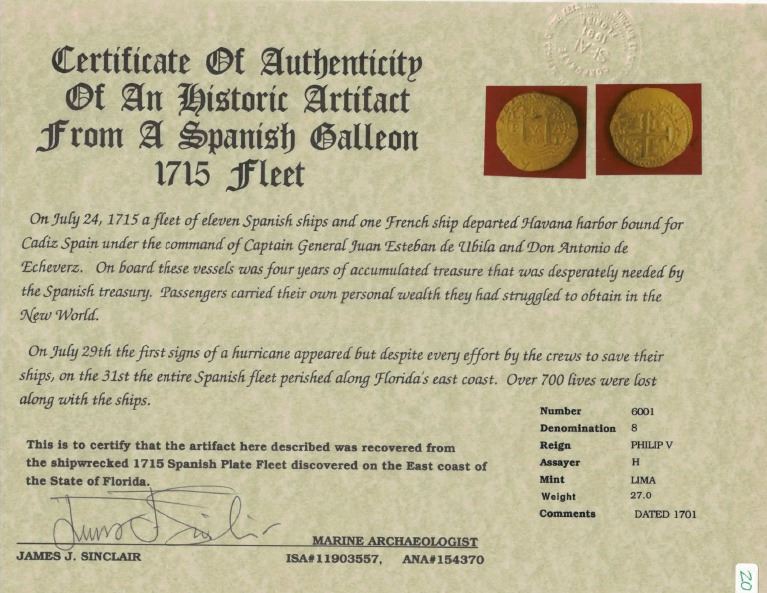 Certificate Of Authenticity
Of An Historic Artifact
From A Spanish Galleon
1715 Fleet
On July 24, 1715 a fleet of eleven Spanish ships and one French ship departed Havana harbor bound for
Cadiz Spain under the command of Captain General Juan Esteban de Ubila and Don Antonio de
Echeverz. On board these vessels was four years of accumulated treasure that was desperately needed by
the Spanish treasury. Passengers carried their own personal wealth they had struggled to obtain in the
New World.
On July 29th the first signs of a hurricane appeared but despite every effort by the crews to save their
ships, on the 31st the entire Spanish fleet perished along Florida's east coast. Over 700 lives were lost
along with the ships.
This is to certify that the artifact here described was recovered from
the shipwrecked 1715 Spanish Plate Fleet discovered on the East coast of
the State of Florida.
JAMES J. SINCLAIR
MARINE ARCHAEOLOGIST
ISA#11903557, ANA#154370
Number 6001
Denomination 8
Reign PHILIP V
Assayer H
Mint LIMA
Weight 27.0
Comments DATED 1701
20